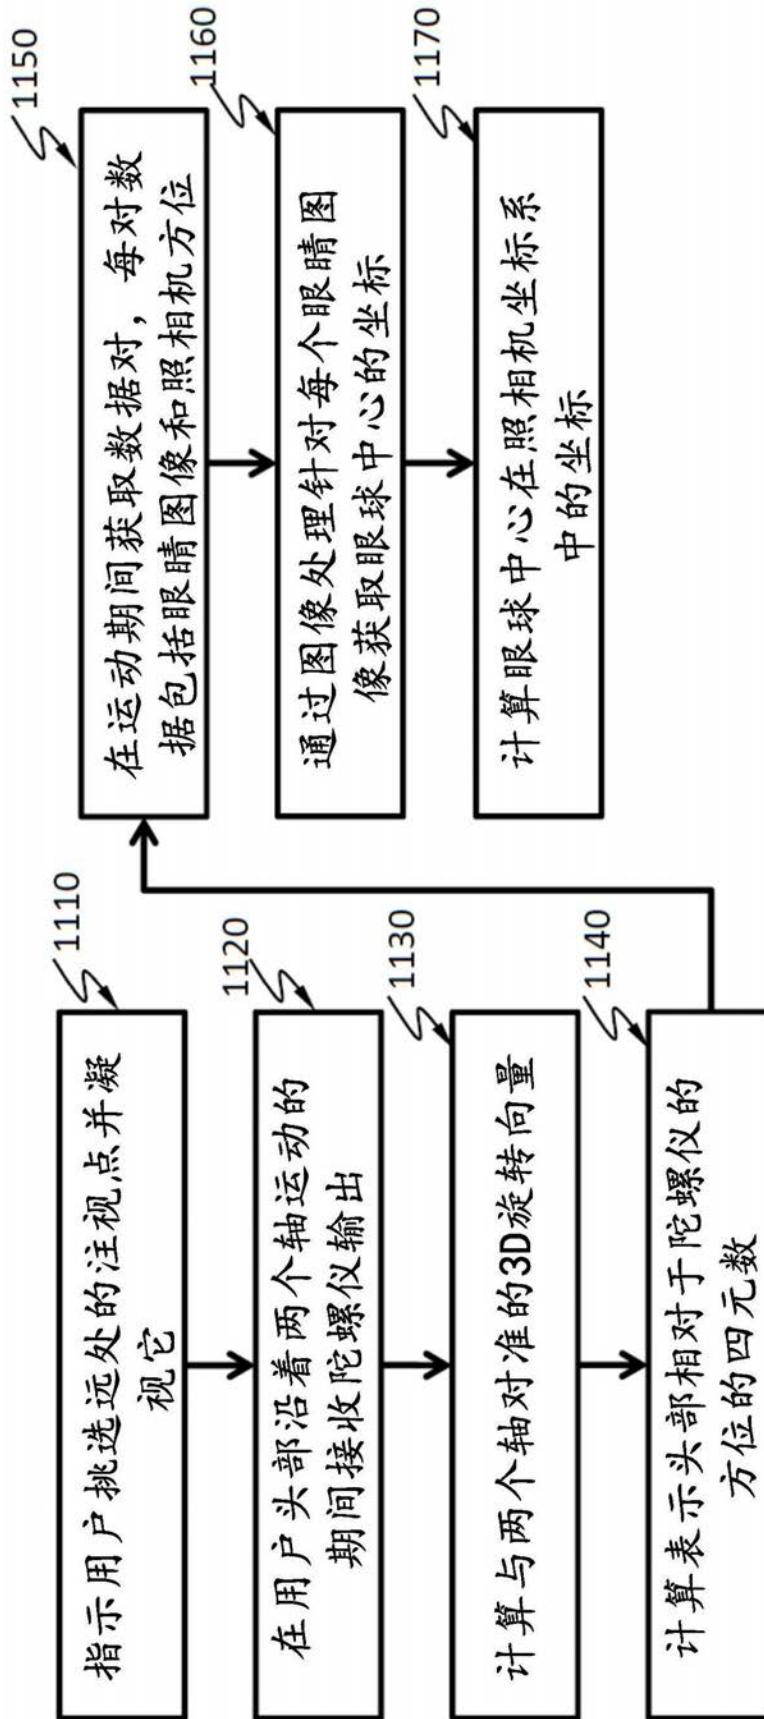 1110
指示用户挑选远处的注视点并凝
视它
1120
在用户头部沿着两个轴运动的
期间接收陀螺仪输出
1130
计算与两个轴对准的3D旋转向量
1140
计算表示头部相对于陀螺仪的
方位的四元数
1150
在运动期间获取数据对，每对数
据包括眼睛图像和照相机方位
1160
通过图像处理针对每个眼睛图
像获取眼球中心的坐标
1170
计算眼球中心在照相机坐标系
中的坐标